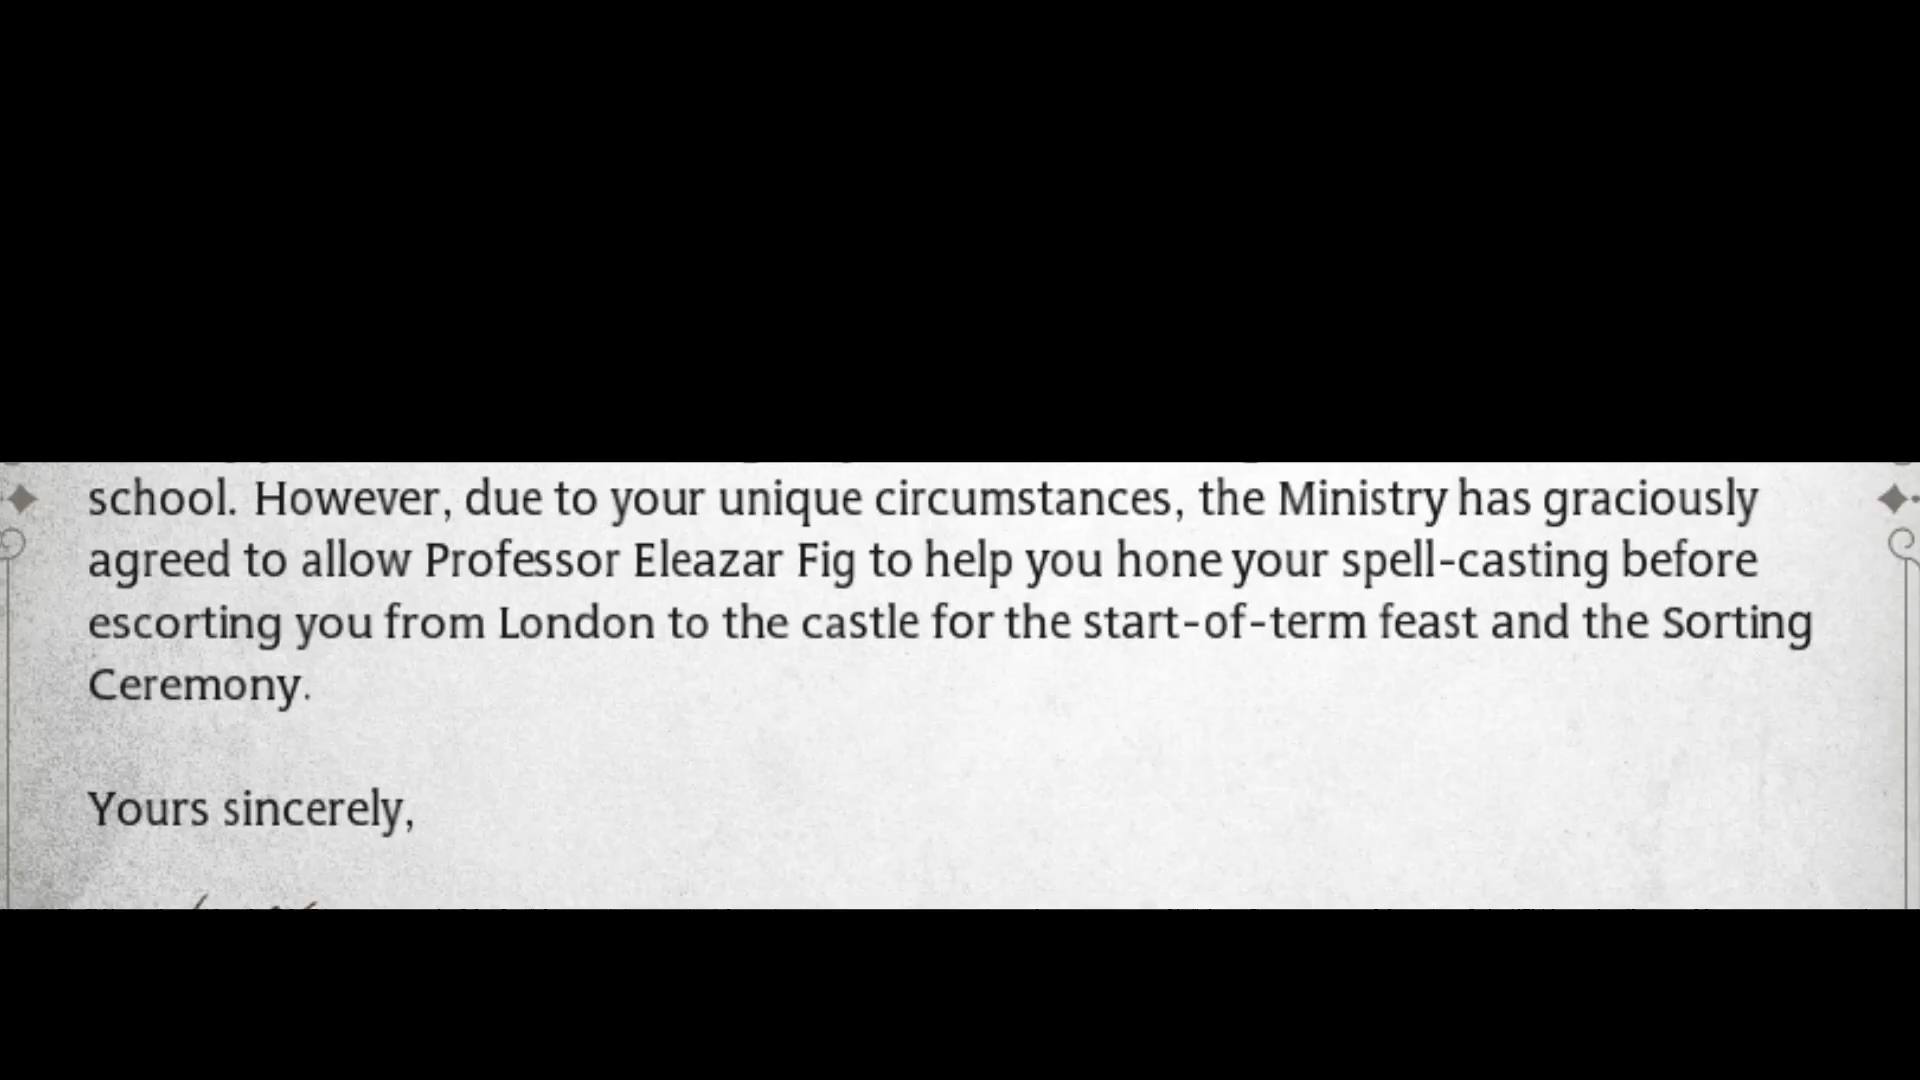 school. However, due to your unique circumstances, the Ministry has graciously
agreed to allow Professor Eleazar Fig to help you hone your spell-casting before
escorting you from London to the castle for the start-of-term feast and the Sorting
Ceremony.
Yours sincerely,